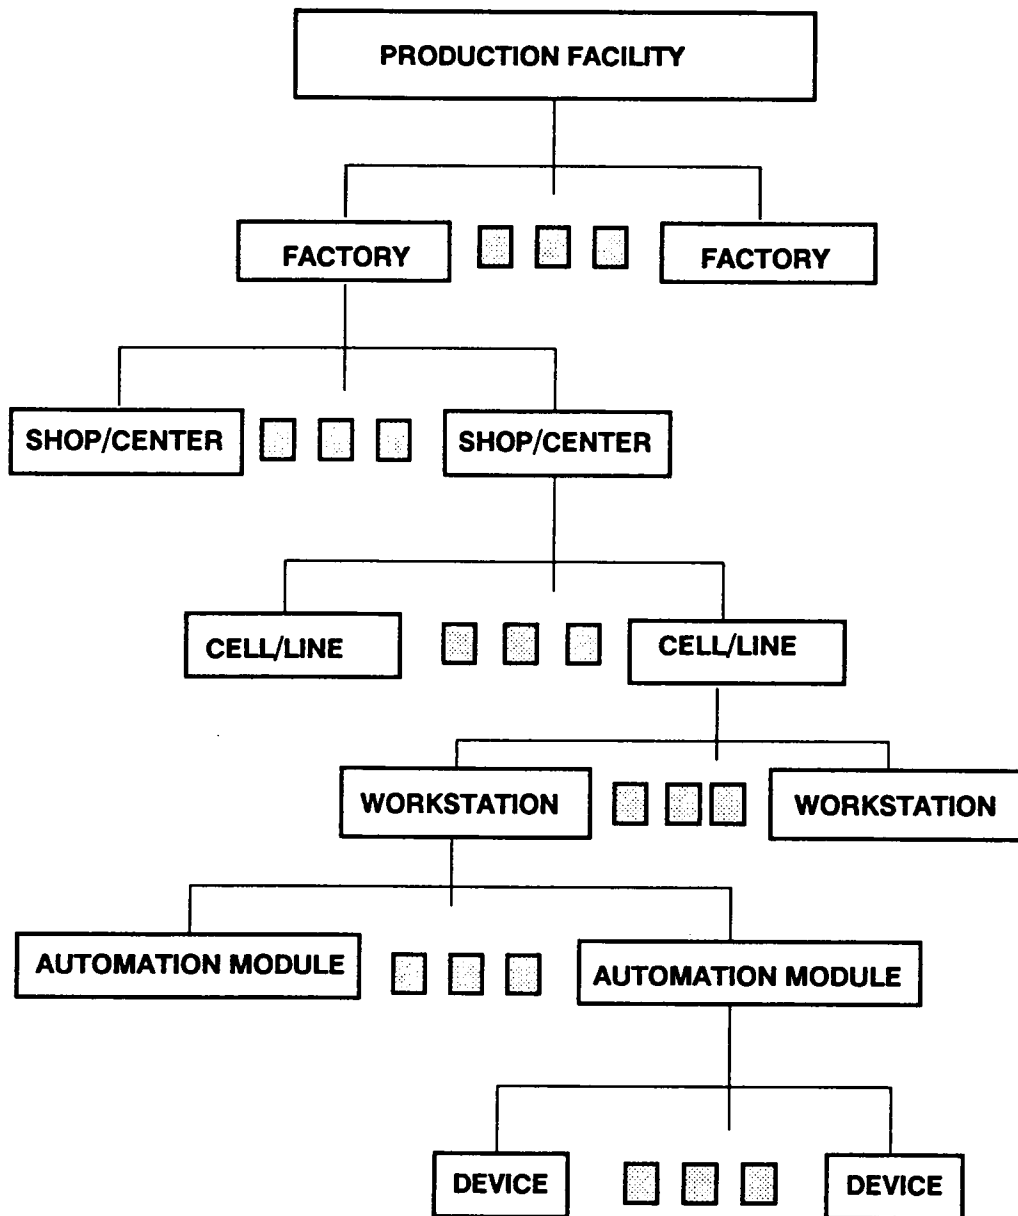 PRODUCTION FACILITY
FACTORY
FACTORY
SHOP/CENTER
SHOP/CENTER
CELL/LINE
CELL/LINE
WORKSTATION
WORKSTATION
AUTOMATION MODULE
AUTOMATION MODULE
DEVICE
DEVICE